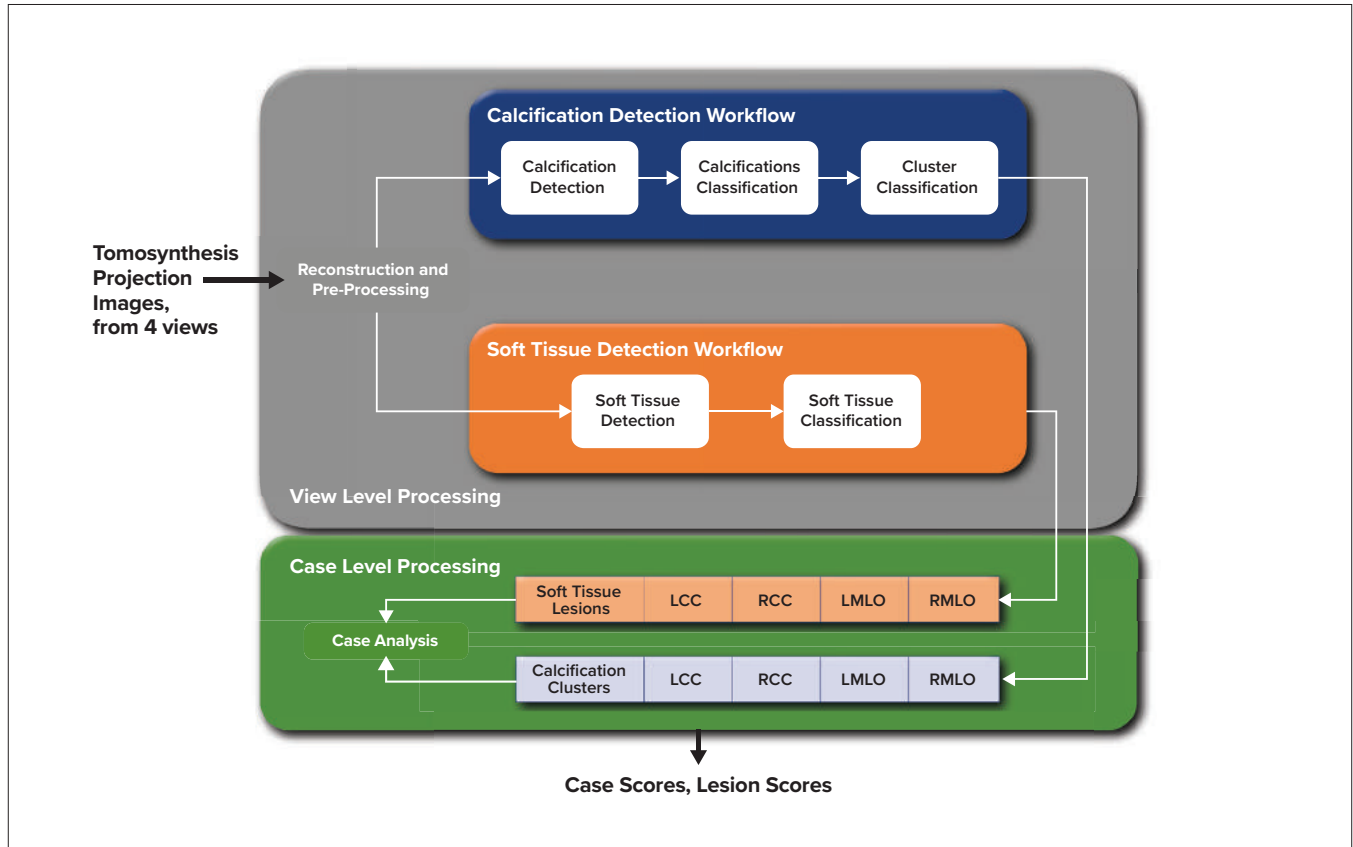 Calcification Detection Workflow
Calcification
Detection
Calcifications
Classification
Cluster
Classification
Tomosynthesis
Projection
Images,
from 4 views
Reconstruction and
Pre-Processing
Soft Tissue Detection Workflow
Soft Tissue
Detection
Soft Tissue
Classification
View Level Processing
Case Level Processing
Soft Tissue
Lesions
LCC
RCC
LMLO
RMLO
Case Analysis
Calcification
Clusters
LCC
RCC
LMLO
RMLO
Case Scores, Lesion Scores